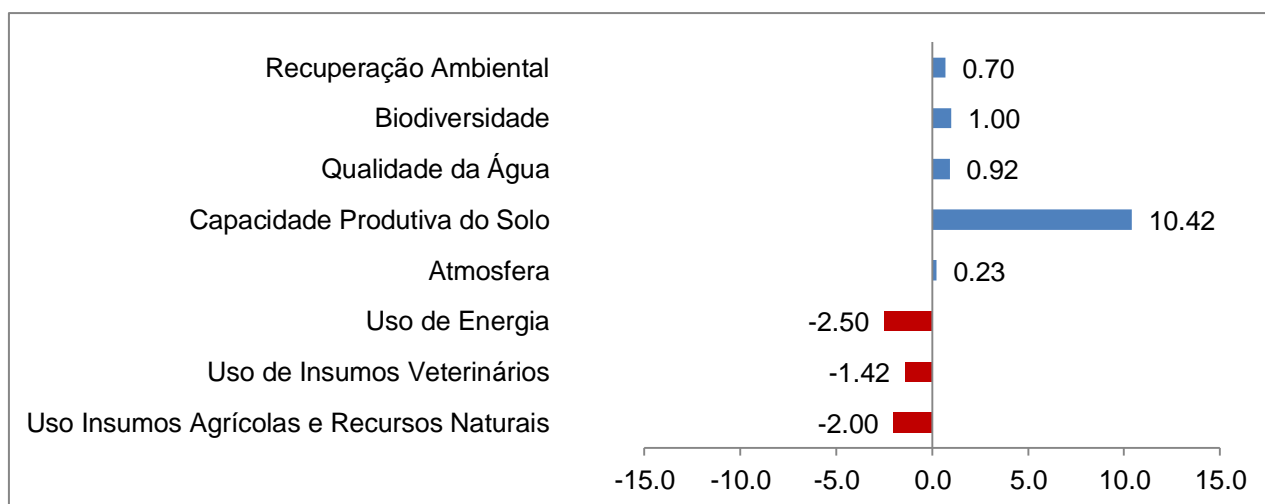 Recuperação Ambiental 0.70
Biodiversidade 1.00
Qualidade da Água 0.92
Capacidade Produtiva do Solo 10.42
Atmosfera 0.23
Uso de Energia -2.50
Uso de Insumos Veterinários -1.42
Uso Insumos Agrícolas e Recursos Naturais -2.00
-15.0 -10.0 -5.0 0.0 5.0 10.0 15.0